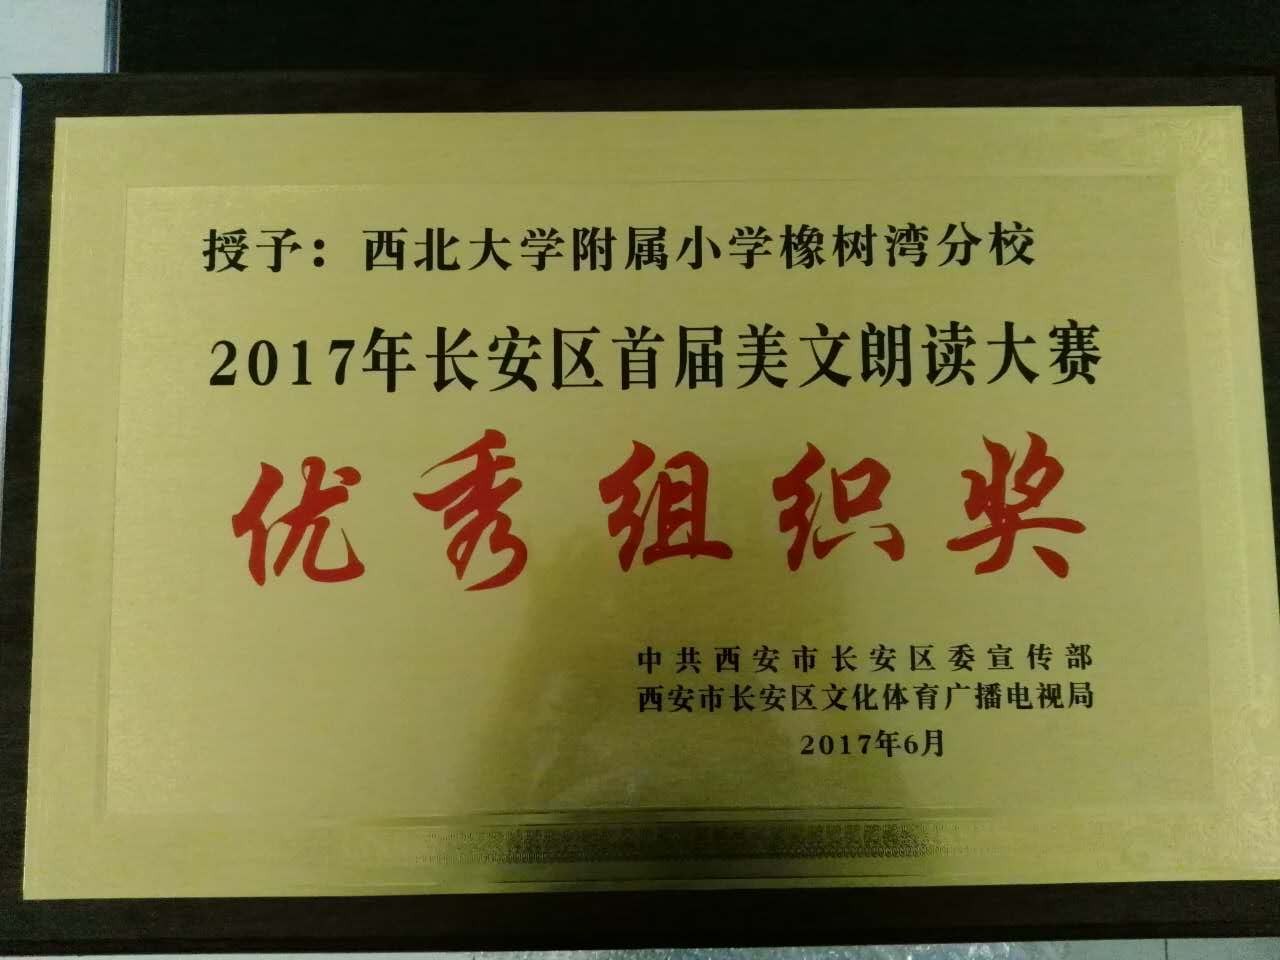 授予：西北大学附属小学橡树湾分校
2017年长安区首届美文朗读大赛
优秀组织奖
中共西安市长安区委宣传部
西安市长安区文化体育广播电视局
2017年6月